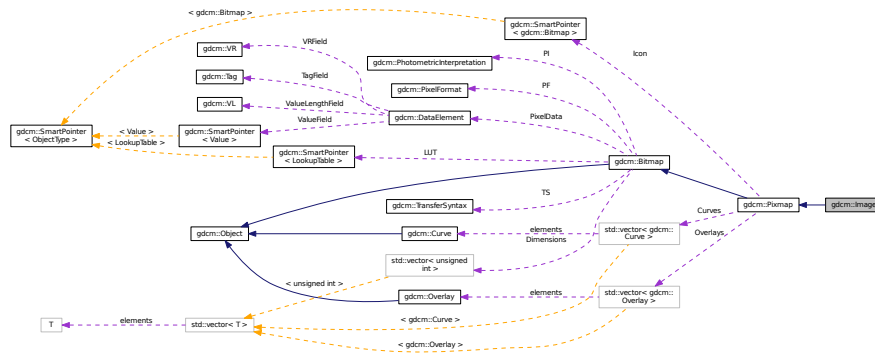 < gdcm::Bitmap >
gdcm::SmartPointer
< gdcm::Bitmap >
gdcm::VR
VRField
PI
Icon
gdcm::PhotometricInterpretation
gdcm::Tag
TagField
PF
gdcm::PixelFormat
gdcm::VL
ValueLengthField
PixelData
gdcm::DataElement
ValueField
gdcm::SmartPointer
< ObjectType >
< Value >
gdcm::SmartPointer
< Value >
< LookupTable >
gdcm::SmartPointer
< LookupTable >
LUT
gdcm::Bitmap
TS
gdcm::TransferSyntax
gdcm::Pixmap
gdcm::Image
Curves
gdcm::Object
gdcm::Curve
elements
Dimensions
std::vector< gdcm::
Curve >
Overlays
std::vector< unsigned
int >
< unsigned int >
gdcm::Overlay
elements
std::vector< gdcm::
Overlay >
T
elements
std::vector< T >
< gdcm::Curve >
< gdcm::Overlay >